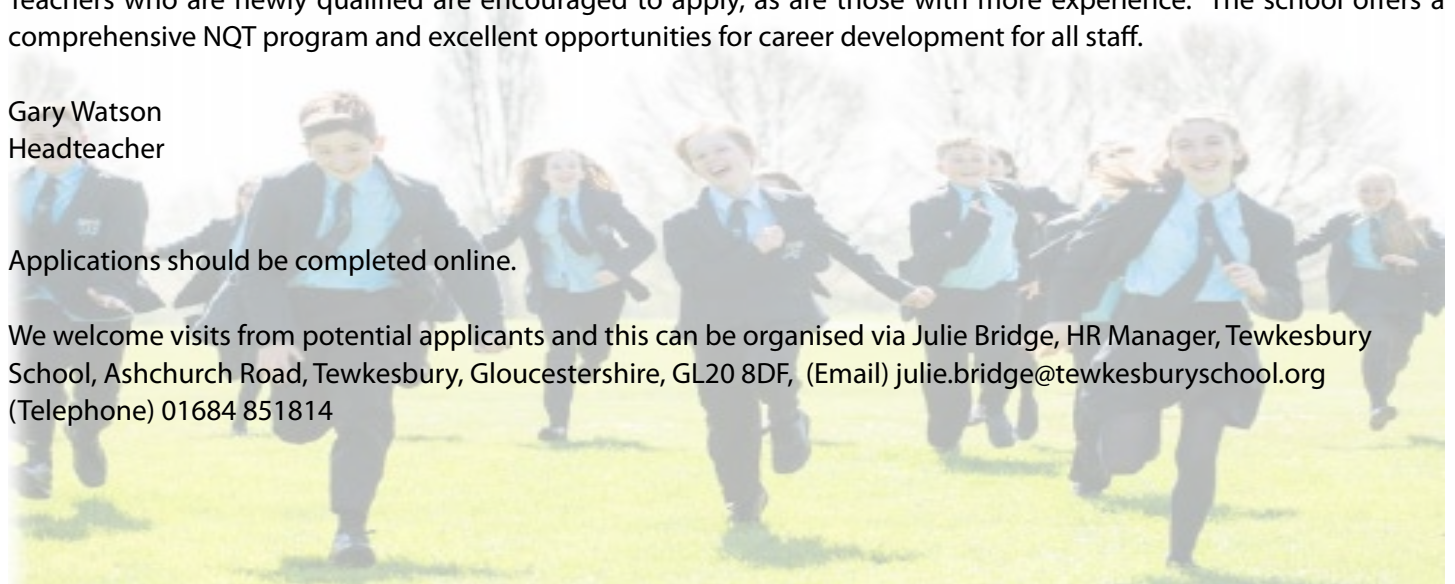 Teachers who are newly qualified are encouraged to apply, as are those with more experience. The school offers a
comprehensive NQT program and excellent opportunities for career development for all staff.
Gary Watson
Headteacher
Applications should be completed online.
We welcome visits from potential applicants and this can be organised via Julie Bridge, HR Manager, Tewkesbury
School, Ashchurch Road, Tewkesbury, Gloucestershire, GL20 8DF, (Email) julie.bridge@tewkesburyschool.org
(Telephone) 01684 851814